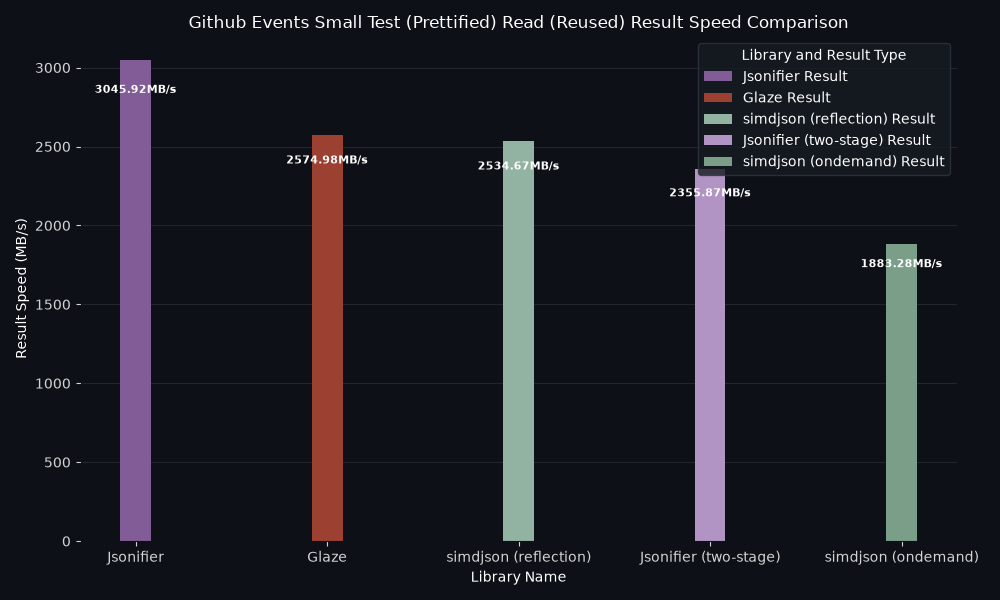 Github Events Small Test (Prettified) Read (Reused) Result Speed Comparison
Library and Result Type
Jsonifier Result
Glaze Result
simdjson (reflection) Result
Jsonifier (two-stage) Result
simdjson (ondemand) Result
3000
2500
2000
1500
1000
500
0
Result Speed (MB/s)
3045.92MB/s
2574.98MB/s
2534.67MB/s
2355.87MB/s
1883.28MB/s
Jsonifier
Glaze
simdjson (reflection)
Jsonifier (two-stage)
simdjson (ondemand)
Library Name